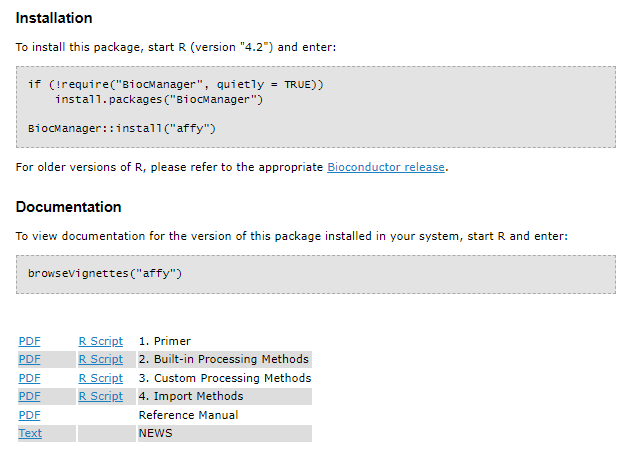 Installation
To install this package, start R (version "4.2") and enter:
if (!require("BiocManager", quietly = TRUE))
    install.packages("BiocManager")
BiocManager::install("affy")
For older versions of R, please refer to the appropriate Bioconductor release.
Documentation
To view documentation for the version of this package installed in your system, start R and enter:
browseVignettes("affy")
PDF R Script 1. Primer
PDF R Script 2. Built-in Processing Methods
PDF R Script 3. Custom Processing Methods
PDF R Script 4. Import Methods
PDF Reference Manual
Text NEWS